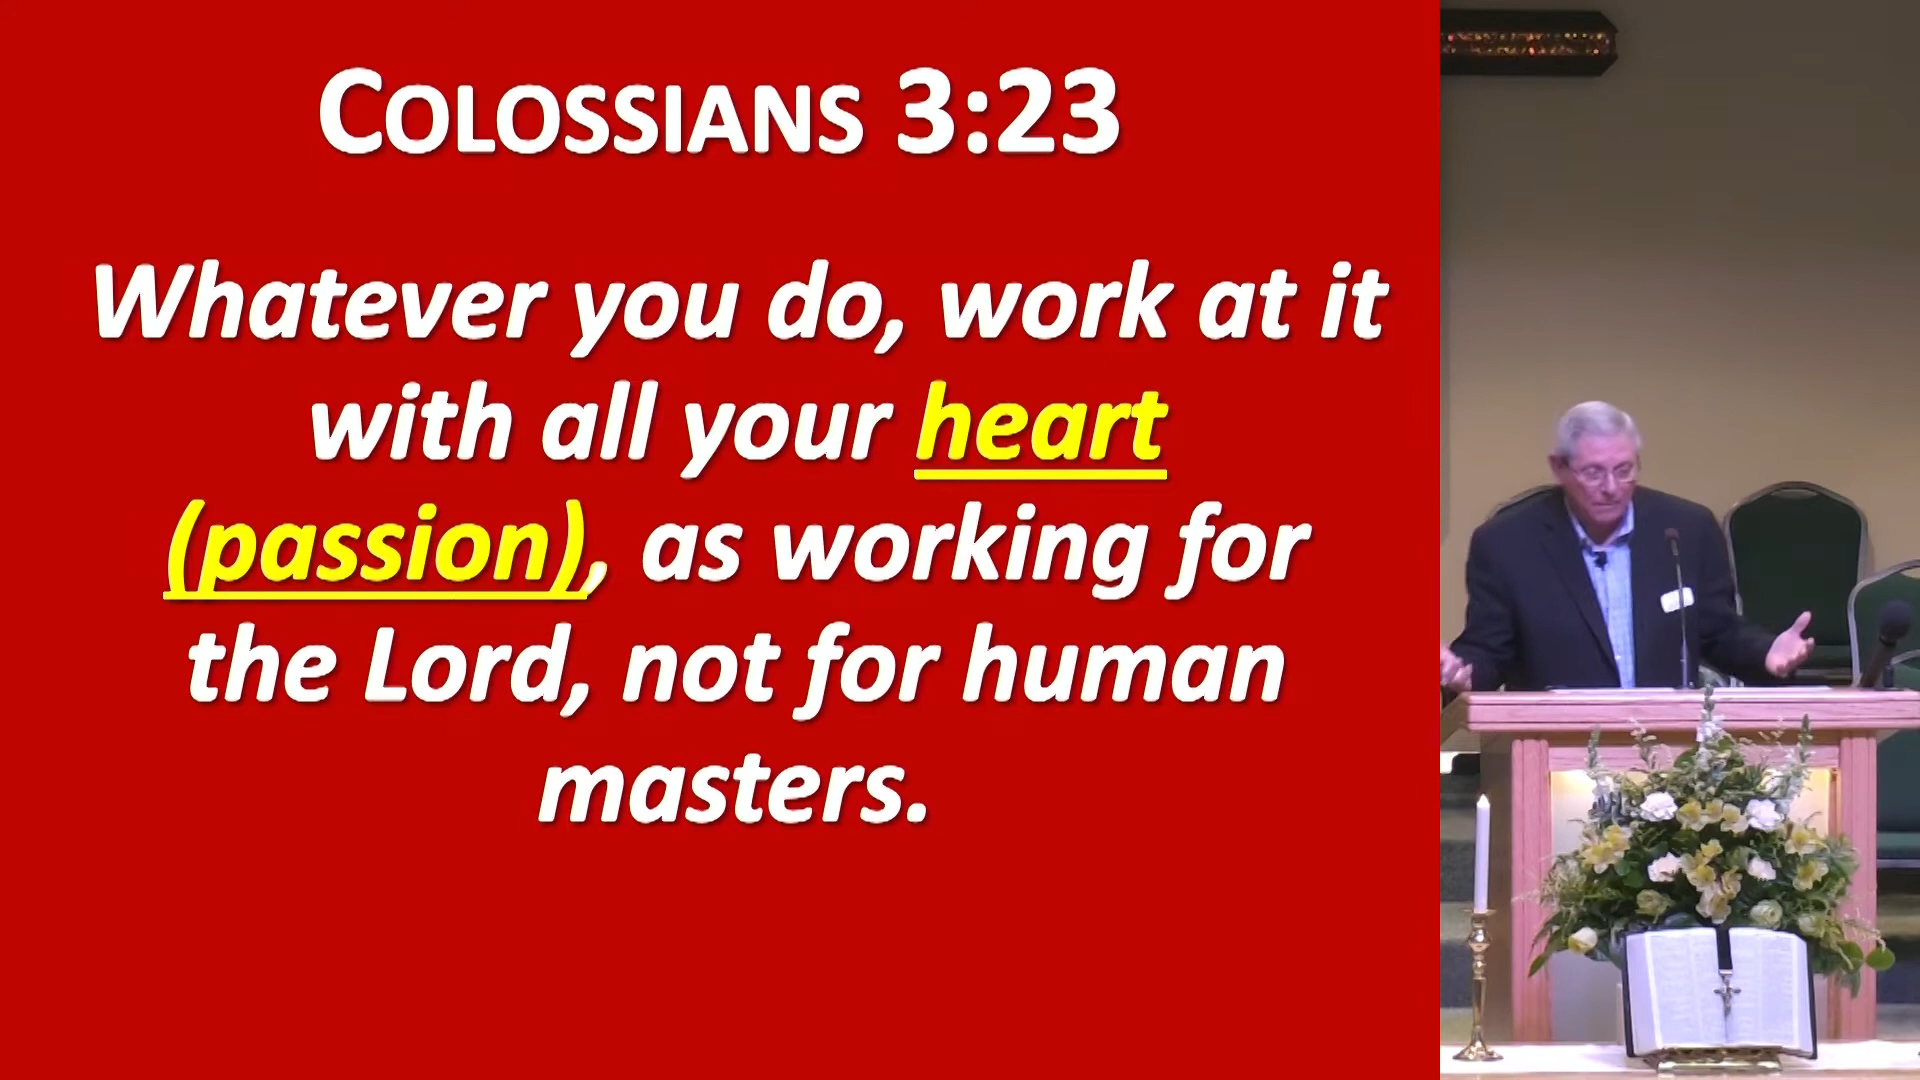 COLOSSIANS 3:23
Whatever you do, work at it
with all your heart
(passion), as working for
the Lord, not for human
masters.